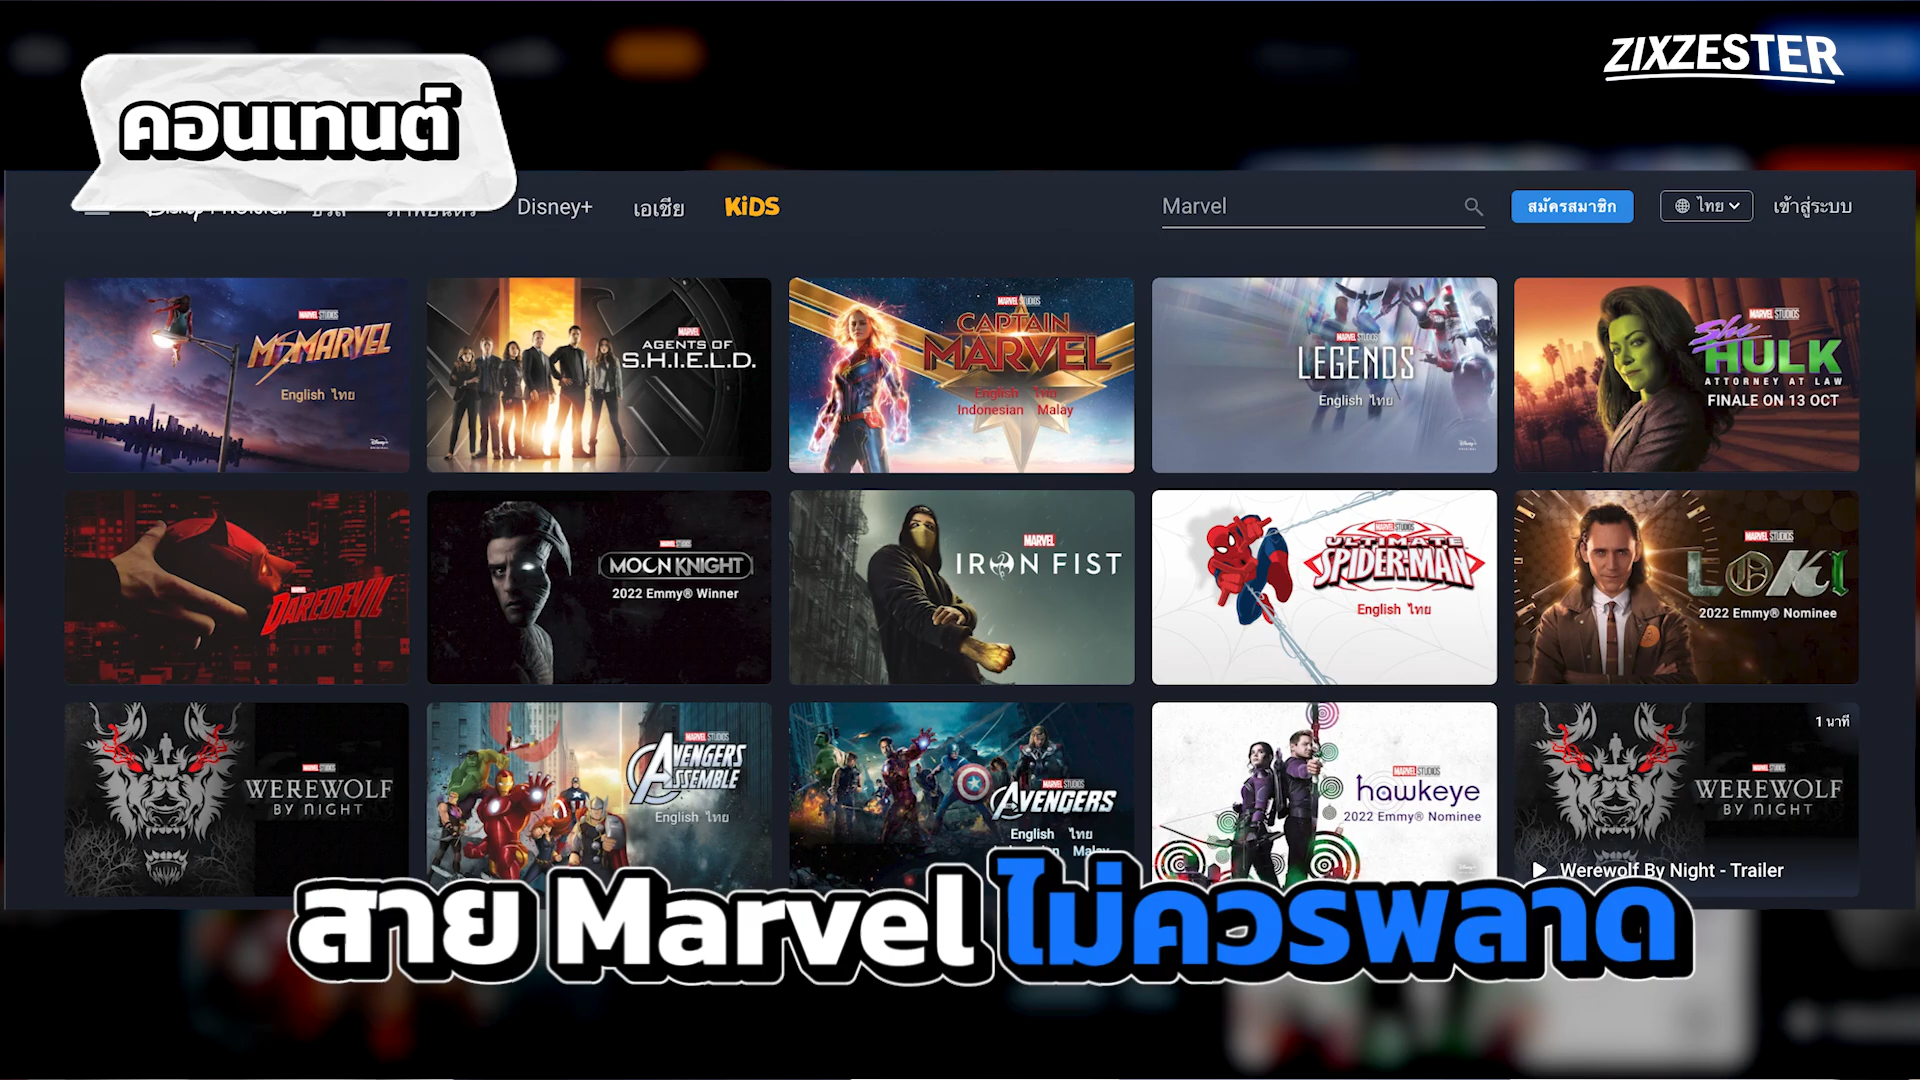 ZIXZESTER
คอนเทนต์
Disney+ เอเชีย KiDS Marvel สมัครสมาชิก ไทย เข้าสู่ระบบ
MARVEL STUDIOS
MS MARVEL
English ไทย
MARVEL
AGENTS OF
S.H.I.E.L.D.
MARVEL STUDIOS
CAPTAIN
MARVEL
English ไทย
Indonesian Malay
MARVEL STUDIOS
LEGENDS
English ไทย
MARVEL STUDIOS
She
HULK
ATTORNEY AT LAW
FINALE ON 13 OCT
MARVEL
DAREDEVIL
MARVEL STUDIOS
MOON KNIGHT
2022 Emmy® Winner
MARVEL
IRON FIST
MARVEL STUDIOS
ULTIMATE
SPIDER-MAN
English ไทย
MARVEL STUDIOS
LOKI
2022 Emmy® Nominee
MARVEL STUDIOS
WEREWOLF
BY NIGHT
MARVEL STUDIOS
AVENGERS
ASSEMBLE
English ไทย
MARVEL STUDIOS
AVENGERS
English ไทย
MARVEL STUDIOS
hawkeye
2022 Emmy® Nominee
1 นาที
MARVEL STUDIOS
WEREWOLF
BY NIGHT
Werewolf By Night - Trailer
สาย Marvel ไม่ควรพลาด